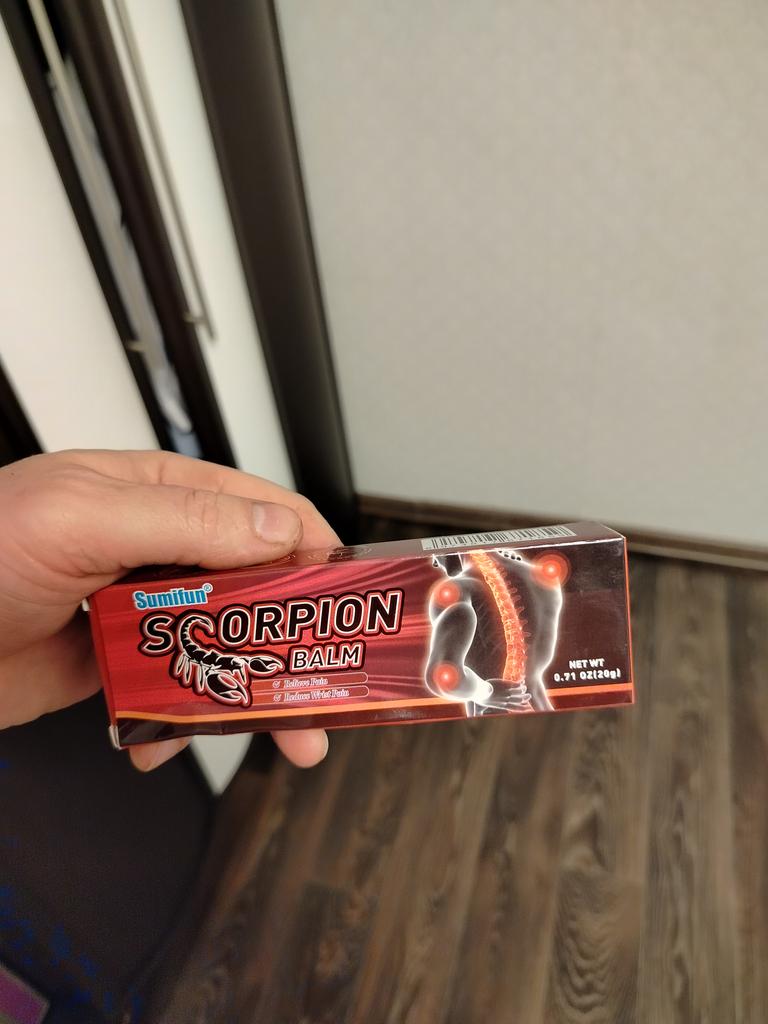 Sumifun®
SCORPION
BALM
Relieve Pain
Reduce Wrist Pain
NET WT
0.71 OZ(20g)